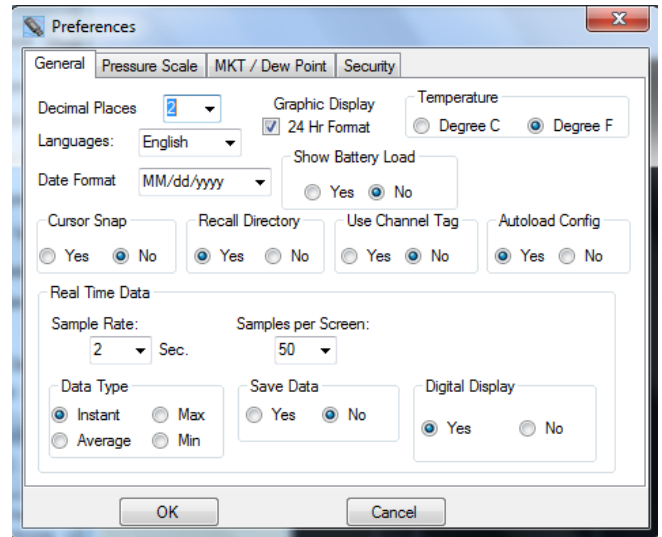 Preferences
General Pressure Scale MKT / Dew Point Security
Decimal Places 2
Graphic Display
24 Hr Format
Temperature
Degree C Degree F
Languages: English
Show Battery Load
Yes No
Date Format MM/dd/yyyy
Cursor Snap
Yes No
Recall Directory
Yes No
Use Channel Tag
Yes No
Autoload Config
Yes No
Real Time Data
Sample Rate:
2 Sec.
Samples per Screen:
50
Data Type
Instant Max
Average Min
Save Data
Yes No
Digital Display
Yes No
OK Cancel